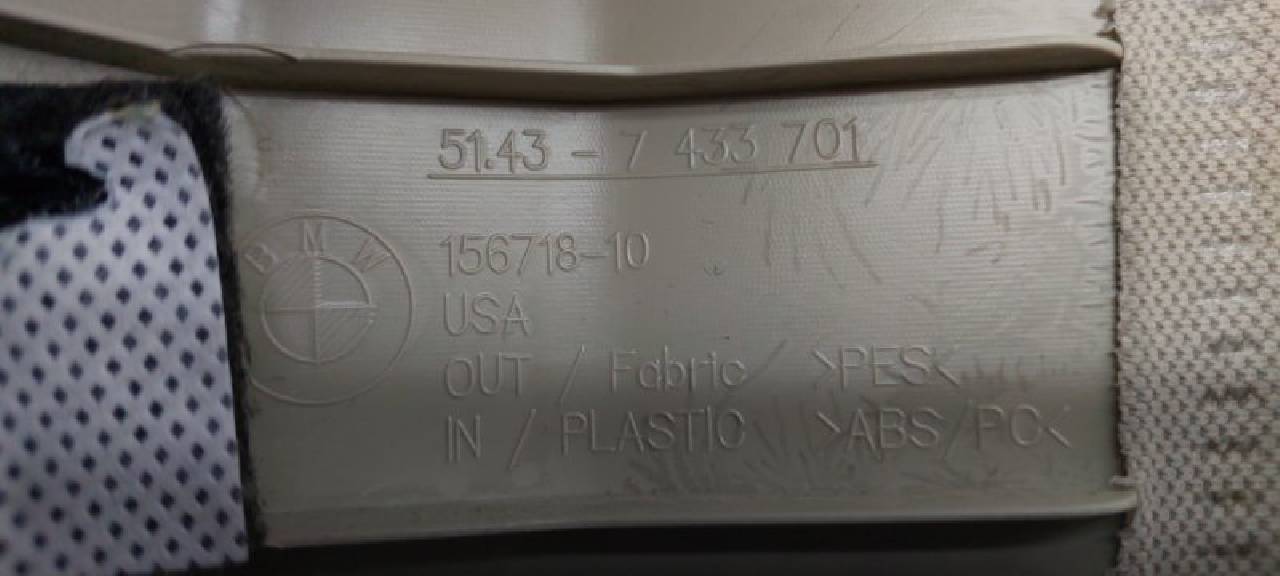 51.43 - 7 433 701
BMW
156718-10
USA
OUT / Fabric / >PES<
IN / PLASTIC >ABS/PC<